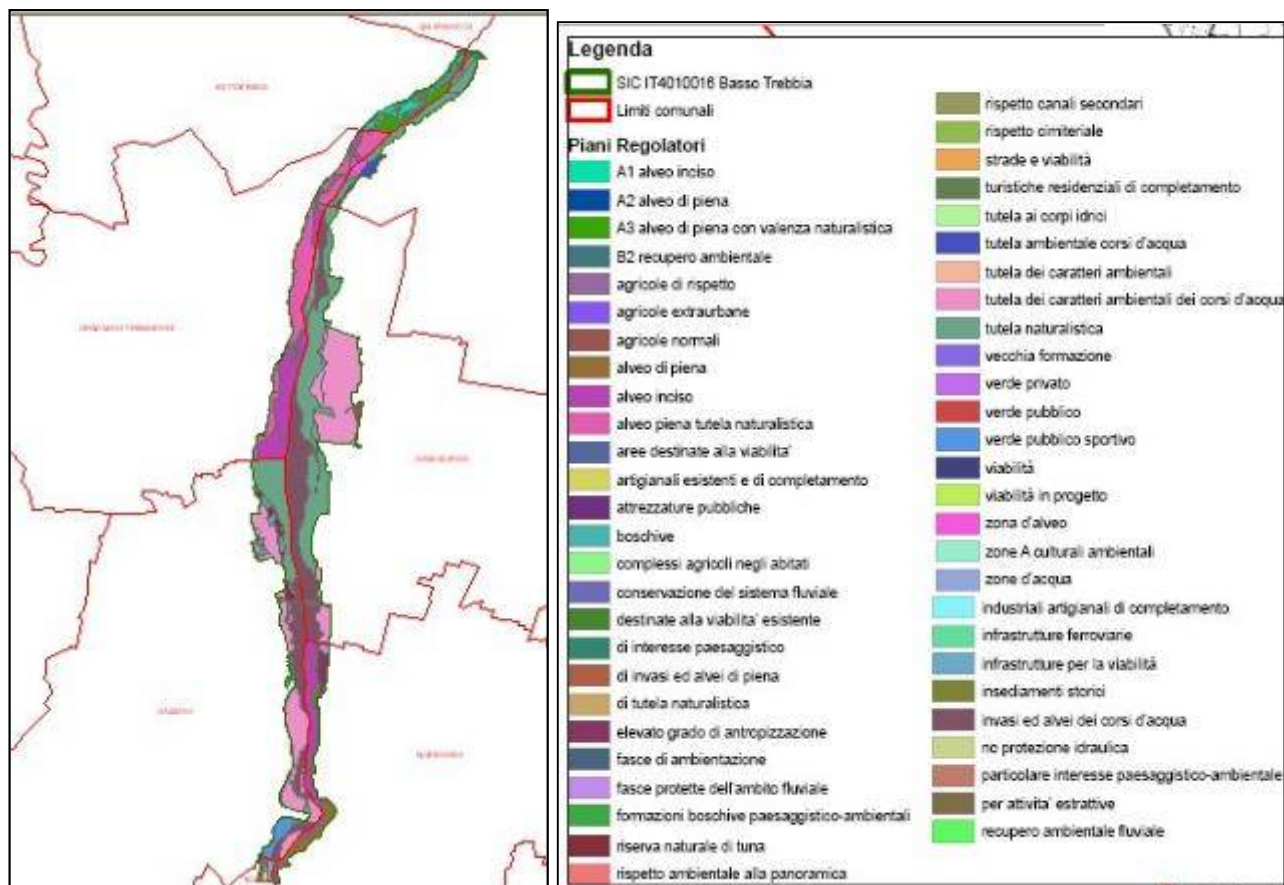 Legenda
SIC IT4010016 Basso Trebbia
Limiti comunali
Piani Regolatori
A1 alveo inciso
A2 alveo di piena
A3 alveo di piena con valenza naturalistica
B2 recupero ambientale
agricole di rispetto
agricole extraurbane
agricole normali
alveo di piena
alveo inciso
alveo piena tutela naturalistica
aree destinate alla viabilita'
artigianali esistenti e di completamento
attrezzature pubbliche
boschive
complessi agricoli negli abitati
conservazione del sistema fluviale
destinate alla viabilita' esistente
di interesse paesaggistico
di invasi ed alvei di piena
di tutela naturalistica
elevato grado di antropizzazione
fasce di ambientazione
fasce protette dell'ambito fluviale
formazioni boschive paesaggistico-ambientali
riserva naturale di tuna
rispetto ambientale alla panoramica
rispetto canali secondari
rispetto cimiteriale
strade e viabilità
turistiche residenziali di completamento
tutela ai corpi idrici
tutela ambientale corsi d'acqua
tutela dei caratteri ambientali
tutela dei caratteri ambientali dei corsi d'acqua
tutela naturalistica
vecchia formazione
verde privato
verde pubblico
verde pubblico sportivo
viabilità
viabilità in progetto
zona d'alveo
zone A culturali ambientali
zone d'acqua
industriali artigianali di completamento
infrastrutture ferroviarie
infrastrutture per la viabilità
insediamenti storici
invasi ed alvei dei corsi d'acqua
no protezione idraulica
particolare interesse paesaggistico-ambientale
per attivita' estrattive
recupero ambientale fluviale